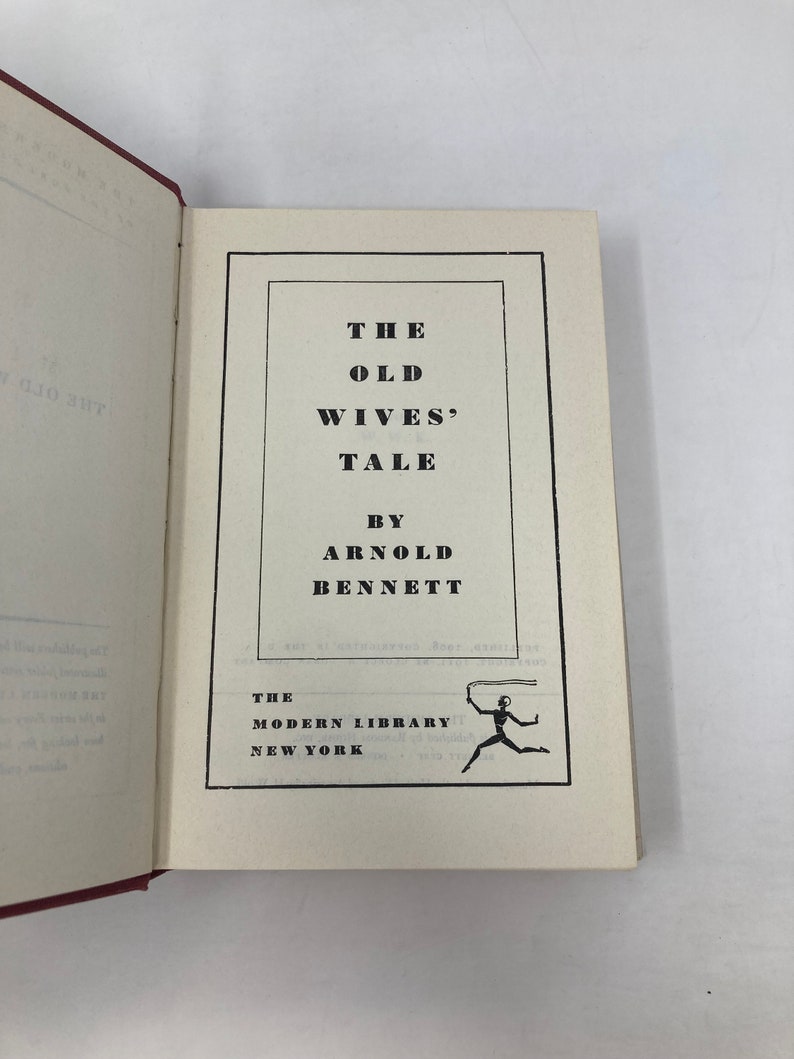 THE
OLD
WIVES'
TALE
BY
ARNOLD
BENNETT
THE
MODERN LIBRARY
NEW YORK